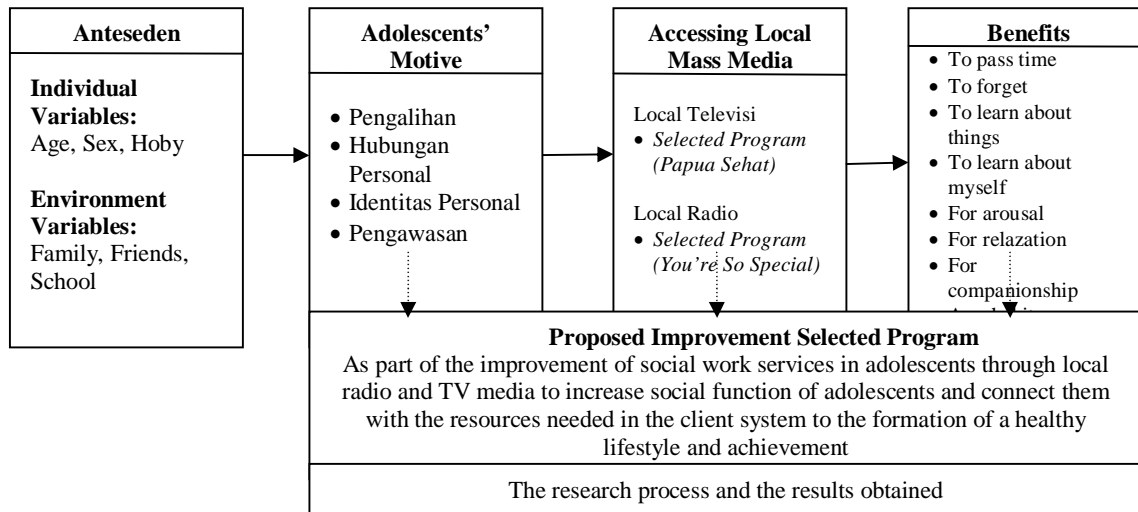 Anteseden
Individual
Variables:
Age, Sex, Hoby
Environment
Variables:
Family, Friends,
School
Adolescents’
Motive
• Pengalihan
• Hubungan
Personal
• Identitas Personal
• Pengawasan
Accessing Local
Mass Media
Local Televisi
• Selected Program
(Papua Sehat)
Local Radio
• Selected Program
(You’re So Special)
Benefits
• To pass time
• To forget
• To learn about
things
• To learn about
myself
• For arousal
• For relazation
• For
companionship
Proposed Improvement Selected Program
As part of the improvement of social work services in adolescents through local
radio and TV media to increase social function of adolescents and connect them
with the resources needed in the client system to the formation of a healthy
lifestyle and achievement
The research process and the results obtained